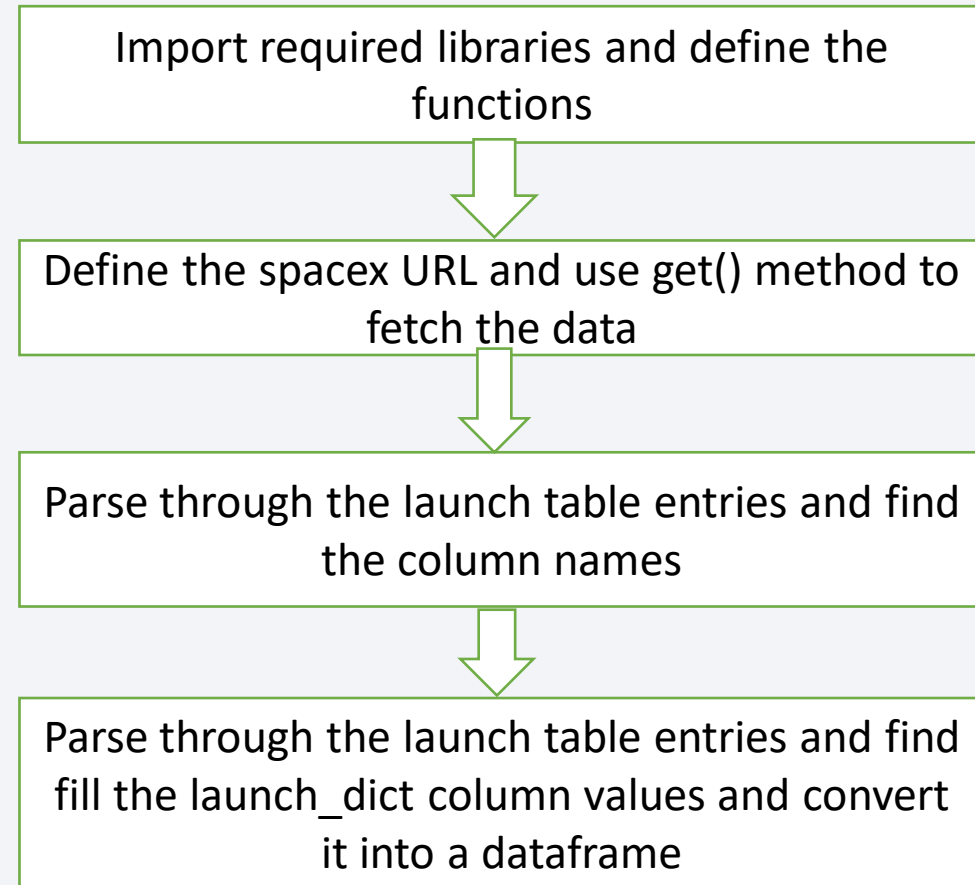 Import required libraries and define the
functions
Define the spacex URL and use get() method to
fetch the data
Parse through the launch table entries and find
the column names
Parse through the launch table entries and find
fill the launch_dict column values and convert
it into a dataframe